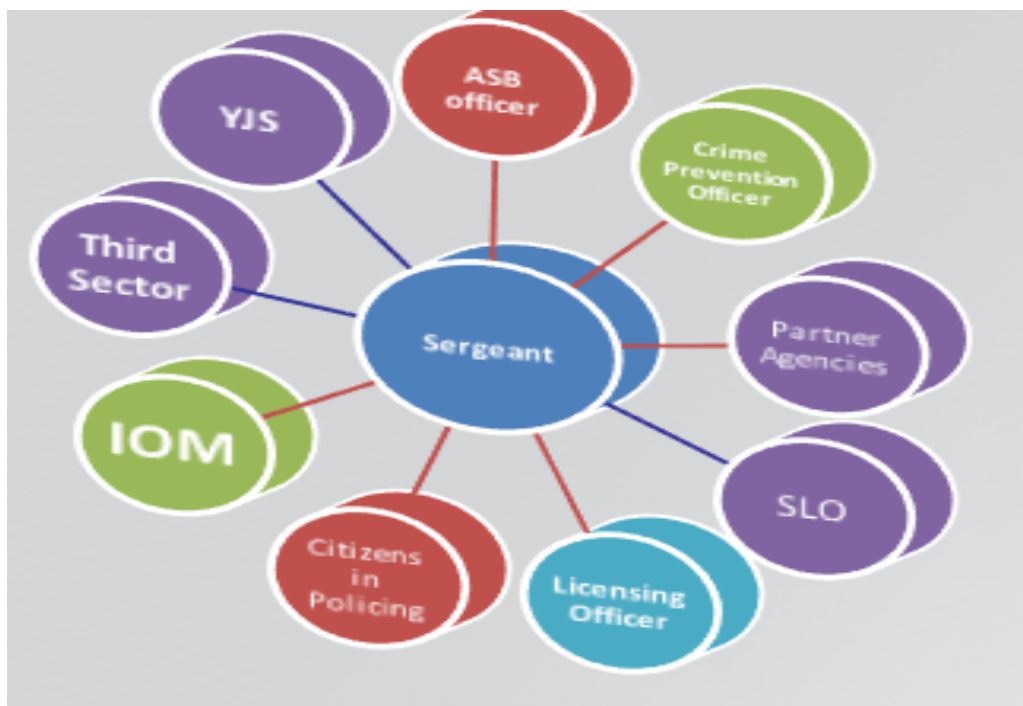 ASB
officer
YJS
Crime
Prevention
Officer
Third
Sector
Sergeant
Partner
Agencies
IOM
SLO
Citizens
in
Policing
Licensing
Officer